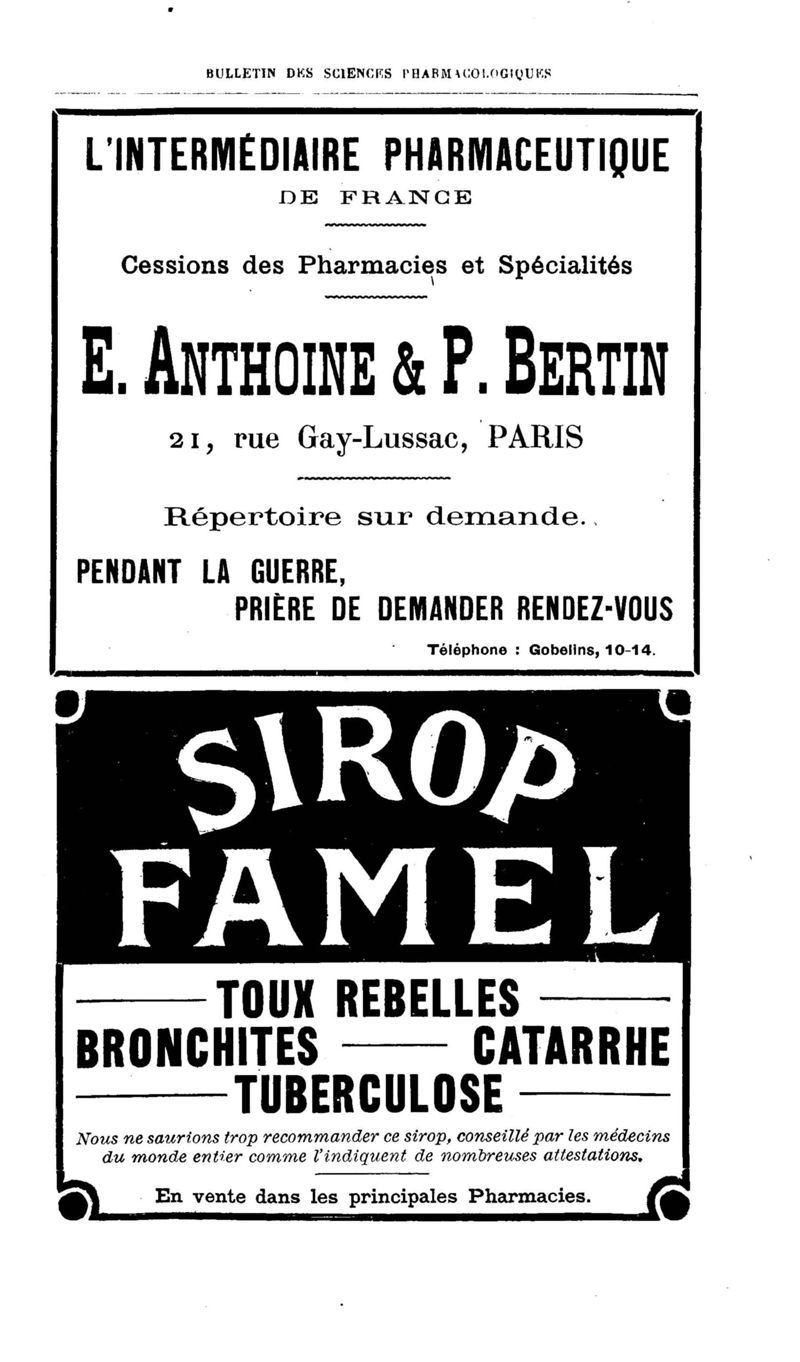 BULLETIN DES SCIENCES PHARMACOLOGIQUES
L'INTERMÉDIAIRE PHARMACEUTIQUE
DE FRANCE
Cessions des Pharmacies et Spécialités
E. ANTHOINE & P. BERTIN
21, rue Gay-Lussac, PARIS
Répertoire sur demande.
PENDANT LA GUERRE,
PRIÈRE DE DEMANDER RENDEZ-VOUS
Téléphone : Gobelins, 10-14.
SIROP
FAMEL
TOUX REBELLES
BRONCHITES — CATARRHE
TUBERCULOSE
Nous ne saurions trop recommander ce sirop, conseillé par les médecins
du monde entier comme l'indiquent de nombreuses attestations.
En vente dans les principales Pharmacies.